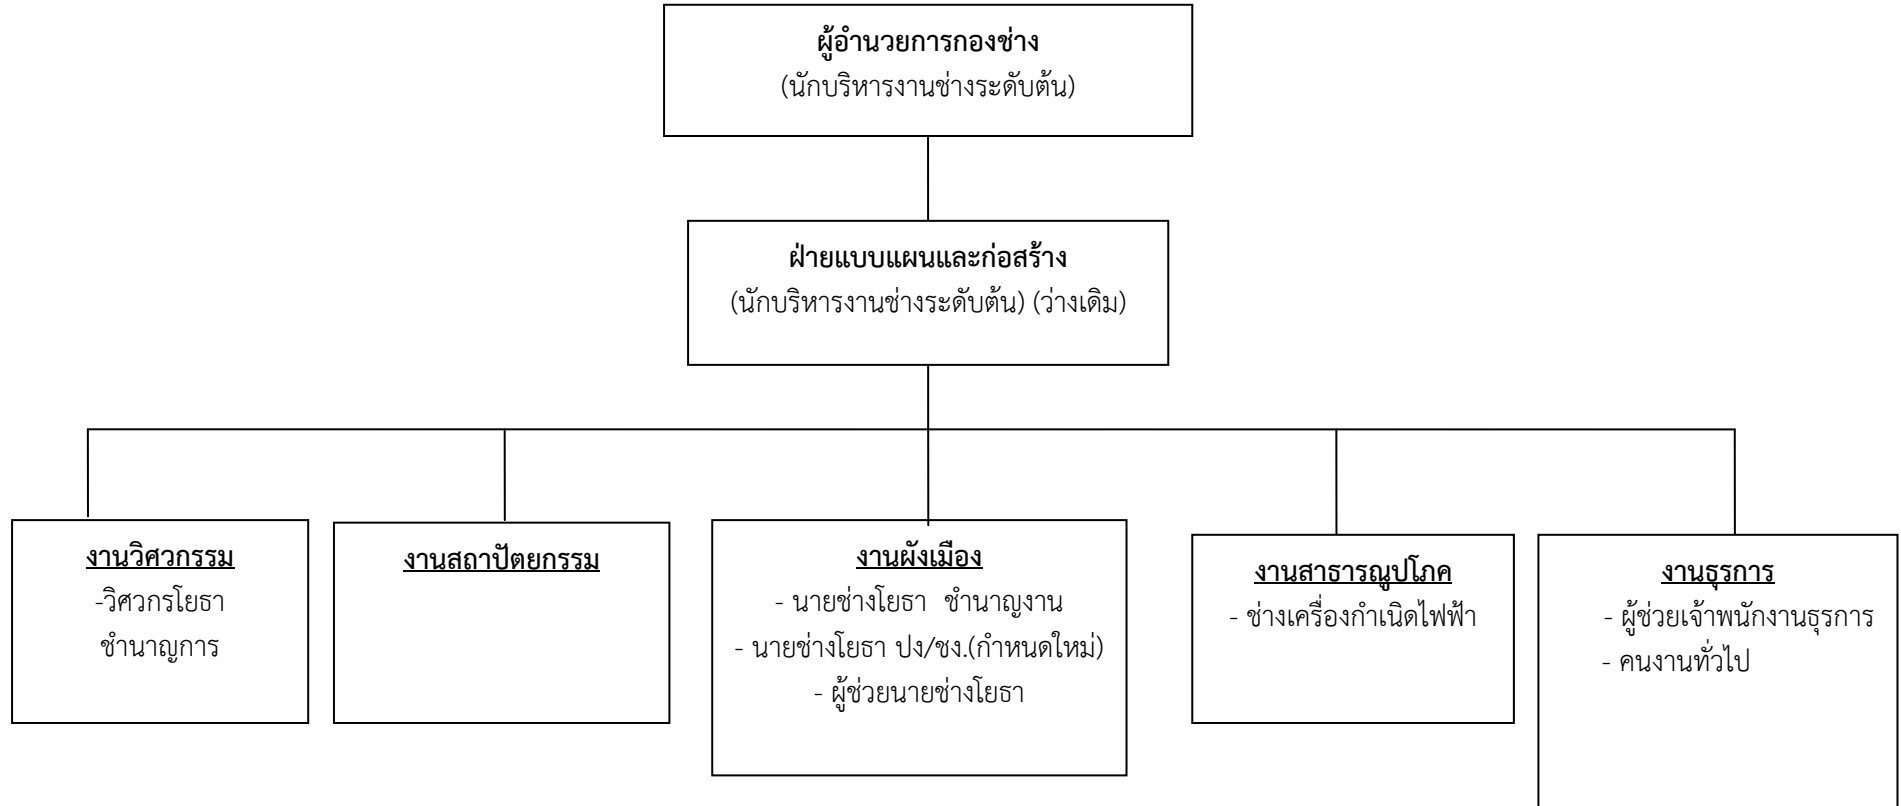 ผู้อำนวยการกองช่าง
(นักบริหารงานช่างระดับต้น)
ฝ่ายแบบแผนและก่อสร้าง
(นักบริหารงานช่างระดับต้น) (ว่างเดิม)
งานวิศวกรรม
-วิศวกรโยธา
ชำนาญการ
งานสถาปัตยกรรม
งานผังเมือง
- นายช่างโยธา ชำนาญงาน
- นายช่างโยธา ปง/ชง.(กำหนดใหม่)
- ผู้ช่วยนายช่างโยธา
งานสาธารณูปโภค
- ช่างเครื่องกำเนิดไฟฟ้า
งานธุรการ
- ผู้ช่วยเจ้าพนักงานธุรการ
- คนงานทั่วไป